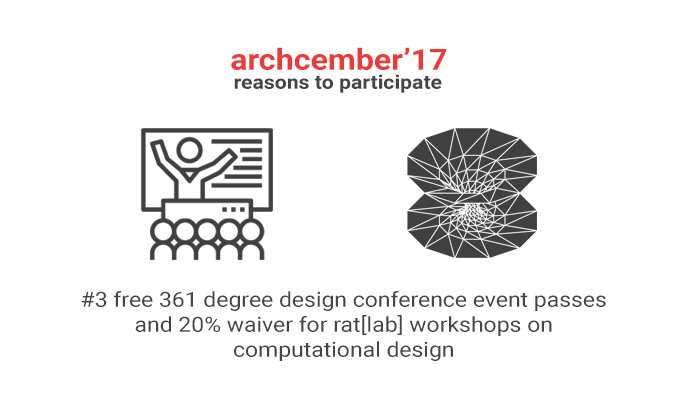 archcember’17
reasons to participate
#3 free 361 degree design conference event passes
and 20% waiver for rat[lab] workshops on
computational design